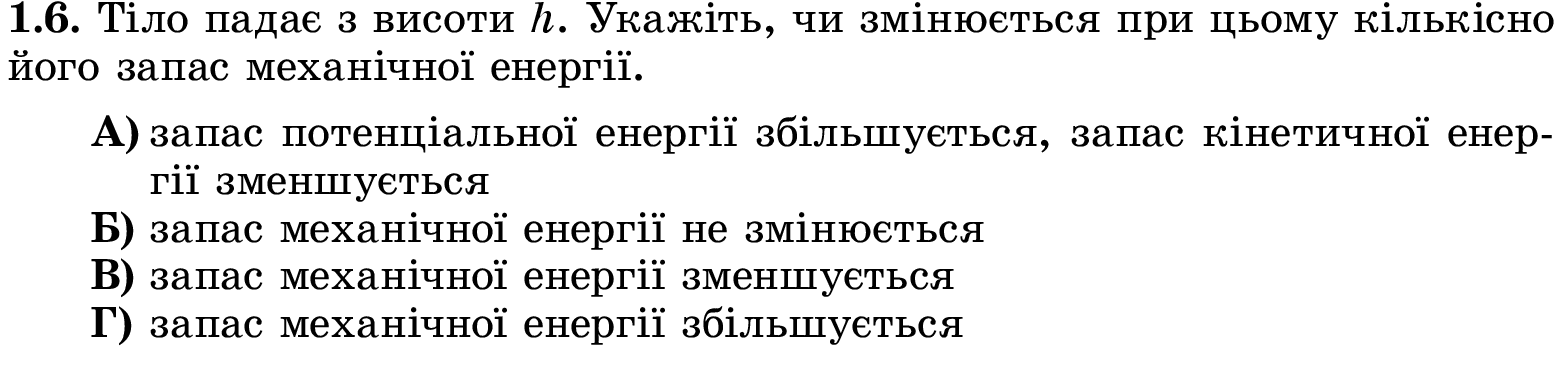 1.6. Тіло падає з висоти h. Укажіть, чи змінюється при цьому кількісно
його запас механічної енергії.
А) запас потенціальної енергії збільшується, запас кінетичної енер-
гії зменшується
Б) запас механічної енергії не змінюється
В) запас механічної енергії зменшується
Г) запас механічної енергії збільшується